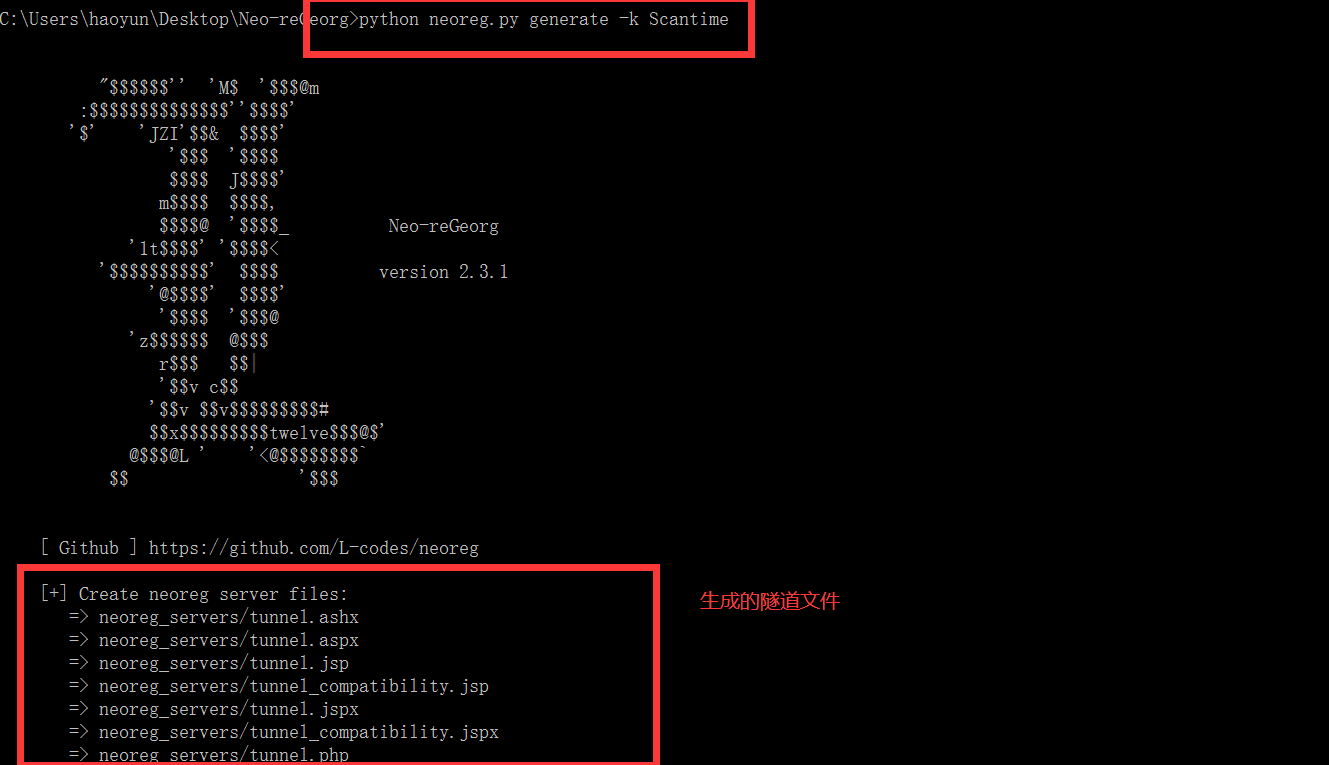 C:\Users\haoyun\Desktop\Neo-reGeorg>python neoreg.py generate -k Scantime
"$$$$$$''  'M$  '$$$@m
:$$$$$$$$$$$$$$''$$$$'
'$'    'JZI'$$&  $$$$'
'$$$  '$$$$
$$$$  J$$$$'
m$$$$  $$$$,
$$$$@  '$$$$_          Neo-reGeorg
'1t$$$$' '$$$$<
'$$$$$$$$$$'  $$$$          version 2.3.1
'@$$$$'  $$$$'
'$$$$  '$$$@
'z$$$$$$  @$$$
r$$$   $$|
'$$v c$$
'$$v $$v$$$$$$$$$#
$$x$$$$$$$$$twelve$$$@$'
@$$$@L '    '<@$$$$$$$$`
$$                 '$$$
[ Github ] https://github.com/L-codes/neoreg
[+] Create neoreg server files:
生成的隧道文件
=> neoreg_servers/tunnel.ashx
=> neoreg_servers/tunnel.aspx
=> neoreg_servers/tunnel.jsp
=> neoreg_servers/tunnel_compatibility.jsp
=> neoreg_servers/tunnel.jspx
=> neoreg_servers/tunnel_compatibility.jspx
=> neoreg_servers/tunnel.php